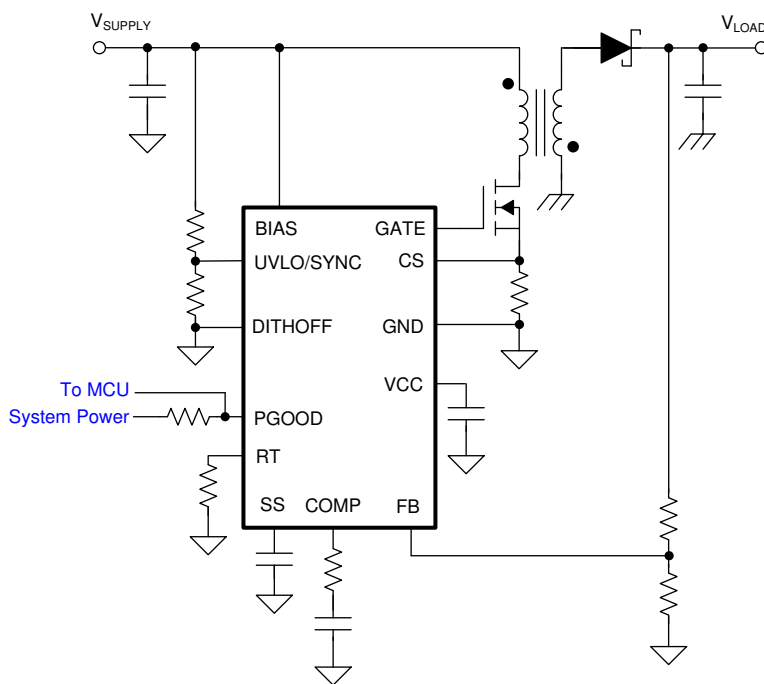 VSUPPLY
VLOAD
BIAS
GATE
UVLO/SYNC
CS
DITHOFF
GND
VCC
To MCU
System Power
PGOOD
RT
SS
COMP
FB